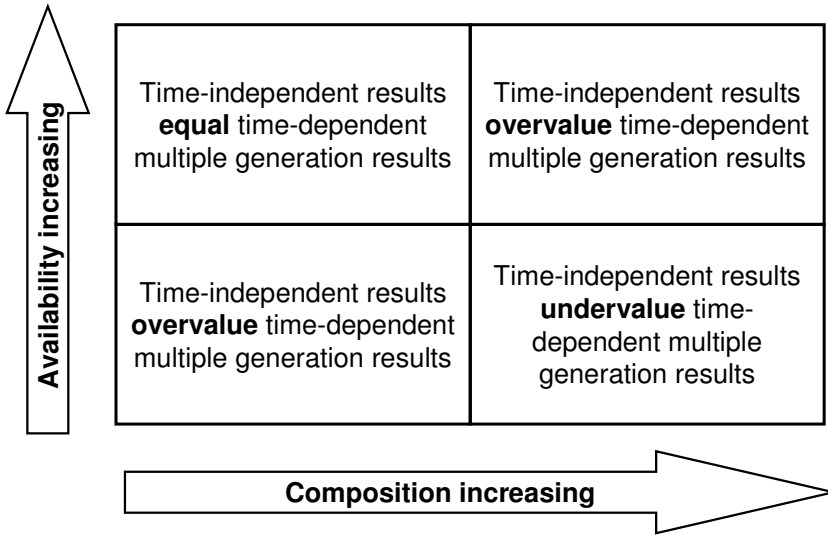 Availability increasing
Time-independent results
equal time-dependent
multiple generation results
Time-independent results
overvalue time-dependent
multiple generation results
Time-independent results
overvalue time-dependent
multiple generation results
Time-independent results
undervalue time-
dependent multiple
generation results
Composition increasing